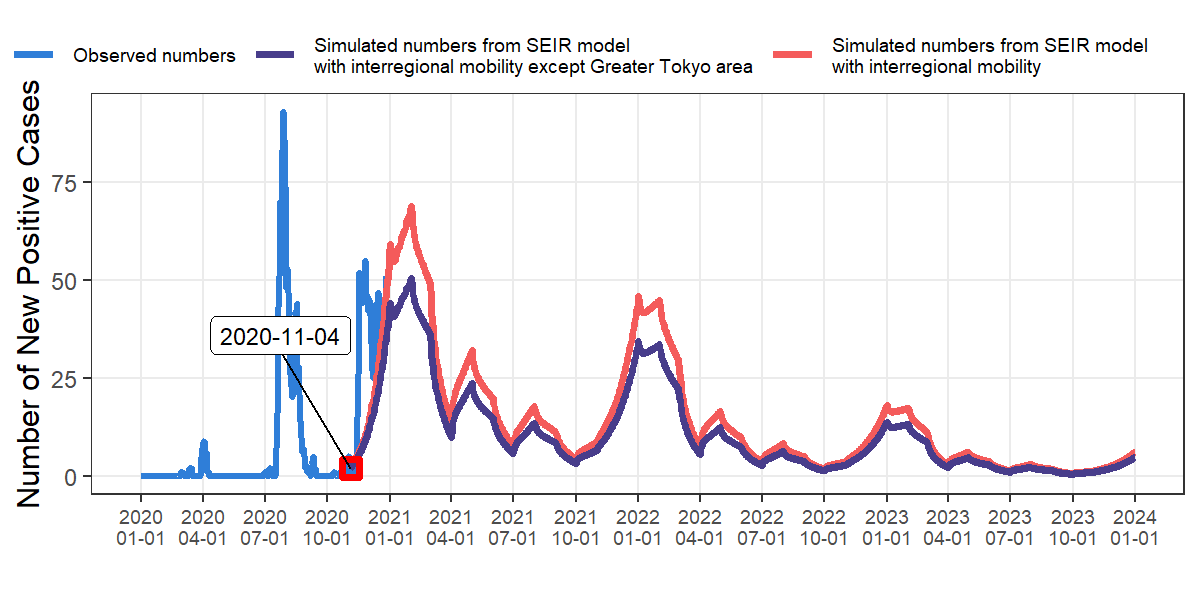 Observed numbers
Simulated numbers from SEIR model
with interregional mobility except Greater Tokyo area
Simulated numbers from SEIR model
with interregional mobility
Number of New Positive Cases
75
50
25
0
2020-11-04
2020 2020 2020 2020 2021 2021 2021 2021 2022 2022 2022 2022 2023 2023 2023 2023 2024
01-01 04-01 07-01 10-01 01-01 04-01 07-01 10-01 01-01 04-01 07-01 10-01 01-01 04-01 07-01 10-01 01-01